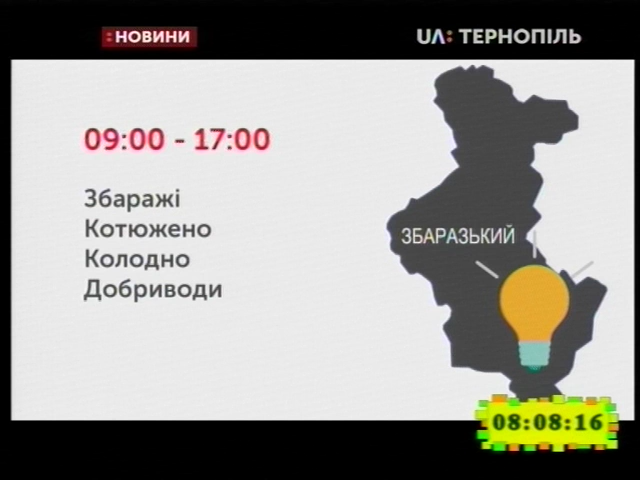 :НОВИНИ
UA: ТЕРНОПІЛЬ
09:00 - 17:00
Збаражі
Котюжено
Колодно
Добриводи
ЗБАРАЗЬКИЙ
08:08:16